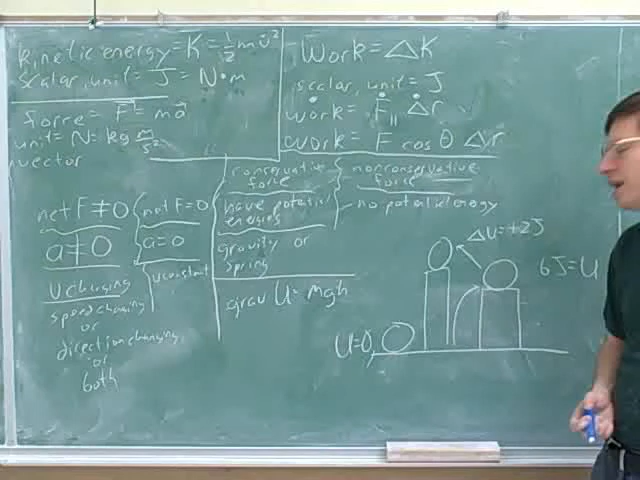 kinetic energy = K = 1/2 mv²
scalar, unit = J = N•m
force = F = ma
unit = N = kg m/s²
vector
Work = ΔK
scalar, unit = J
work = F∥ Δr
work = F cos θ Δr
net F ≠ 0
a ≠ 0
v changing
speed changing
or
direction changing
or
both
net F = 0
a = 0
v constant
conservative
force
have potential
energies
gravity or
spring
grav U = mgh
nonconservative
force
- no potential energy
ΔU = +2J
6J = U
U = 0